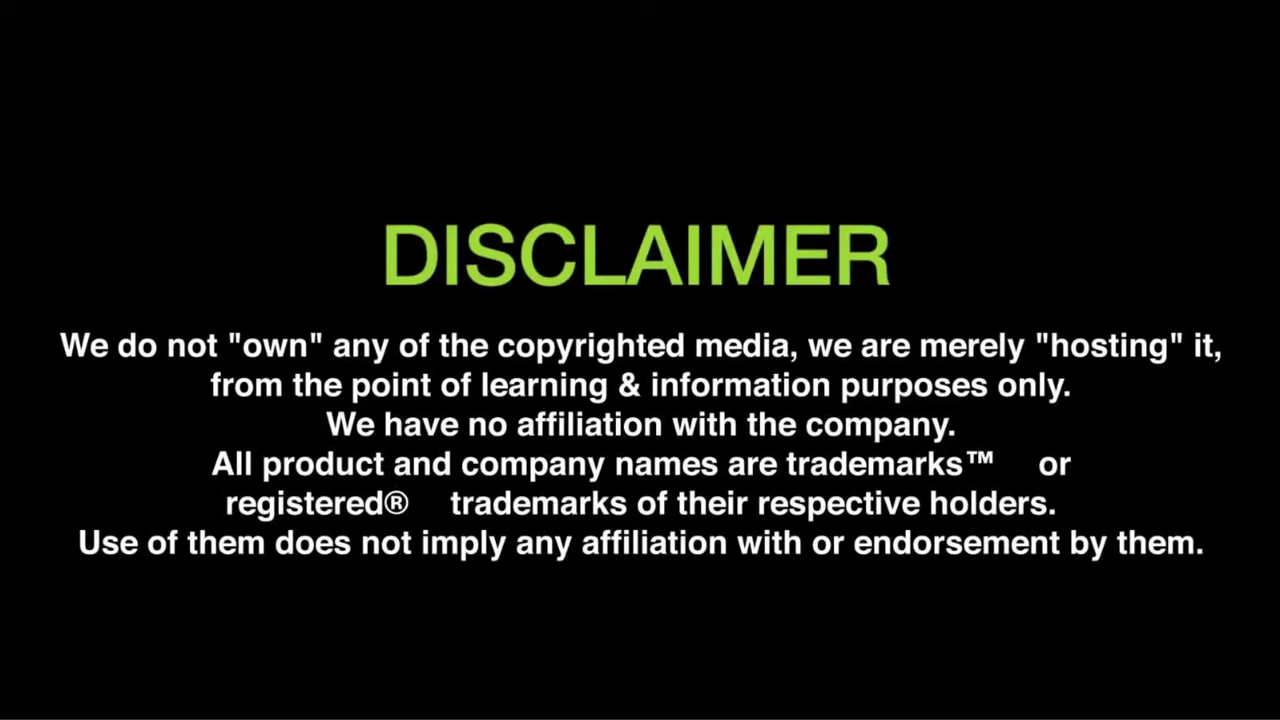 DISCLAIMER
We do not "own" any of the copyrighted media, we are merely "hosting" it,
from the point of learning & information purposes only.
We have no affiliation with the company.
All product and company names are trademarks™ or
registered® trademarks of their respective holders.
Use of them does not imply any affiliation with or endorsement by them.